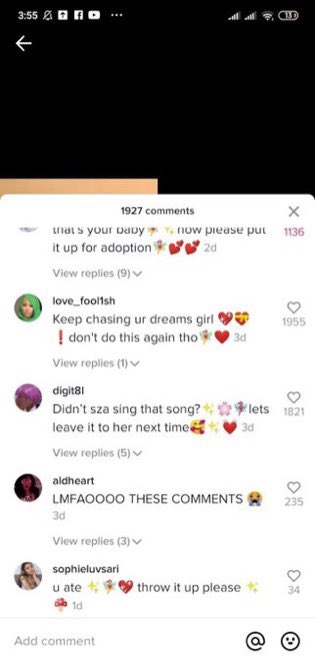 3:55
13
1927 comments
that's your baby🧚✨now please put
it up for adoption🧚💕💕 2d
1136
View replies (9)
love_fool1sh
Keep chasing ur dreams girl 💖💝
❗don't do this again tho🧚❤️ 3d
1955
View replies (1)
digit8l
Didn't sza sing that song?✨🌸🧚lets
leave it to her next time🥰✨❤️ 3d
1821
View replies (5)
aldheart
LMFAOOOO THESE COMMENTS 😭
3d
235
View replies (3)
sophieluvsari
u ate ✨🧚💖 throw it up please ✨
🍄 1d
34
Add comment